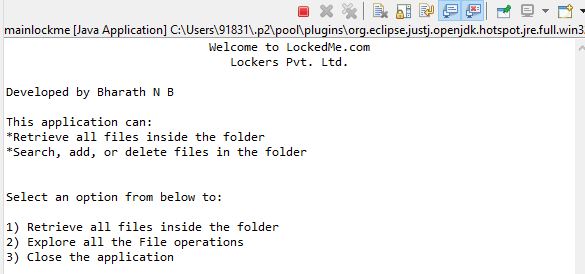 mainlockme [Java Application] C:\Users\91831\.p2\pool\plugins\org.eclipse.justj.openjdk.hotspot.jre.full.win3
Welcome to LockedMe.com
Lockers Pvt. Ltd.
Developed by Bharath N B
This application can:
*Retrieve all files inside the folder
*Search, add, or delete files in the folder
Select an option from below to:
1) Retrieve all files inside the folder
2) Explore all the File operations
3) Close the application